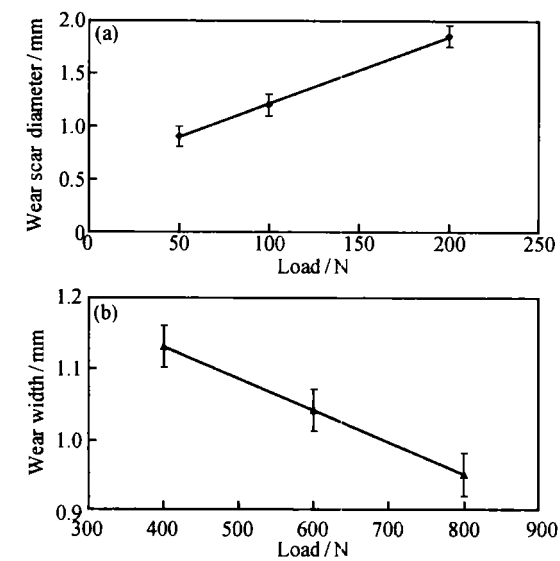 (a)
Wear scar diameter / mm
2.0
1.5
1.0
0.5
0
0 50 100 150 200 250
Load / N
(b)
Wear width / mm
1.2
1.1
1.0
0.9
300 400 500 600 700 800 900
Load / N